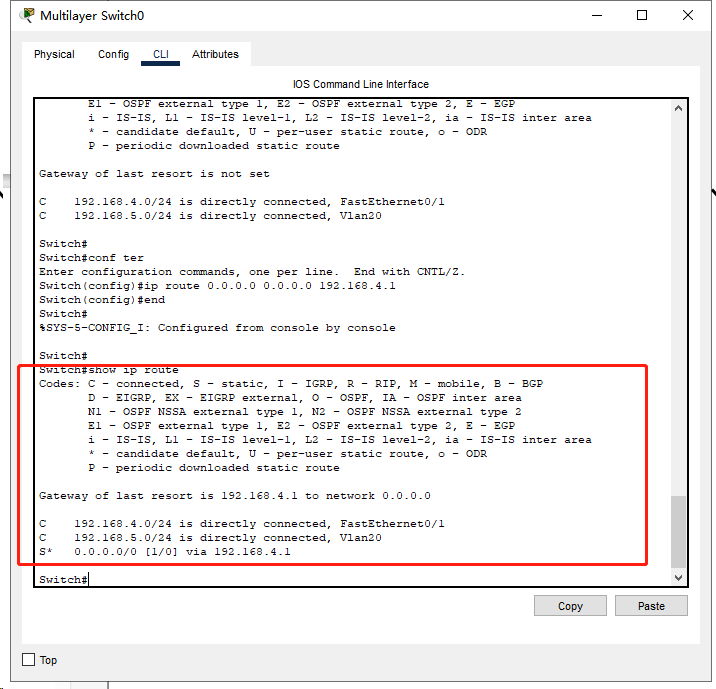 Multilayer Switch0
Physical Config CLI Attributes
IOS Command Line Interface
E1 - OSPF external type 1, E2 - OSPF external type 2, E - EGP
i - IS-IS, L1 - IS-IS level-1, L2 - IS-IS level-2, ia - IS-IS inter area
* - candidate default, U - per-user static route, o - ODR
P - periodic downloaded static route
Gateway of last resort is not set
C    192.168.4.0/24 is directly connected, FastEthernet0/1
C    192.168.5.0/24 is directly connected, Vlan20
Switch#
Switch#conf ter
Enter configuration commands, one per line.  End with CNTL/Z.
Switch(config)#ip route 0.0.0.0 0.0.0.0 192.168.4.1
Switch(config)#end
Switch#
%SYS-5-CONFIG_I: Configured from console by console
Switch#
Switch#show ip route
Codes: C - connected, S - static, I - IGRP, R - RIP, M - mobile, B - BGP
D - EIGRP, EX - EIGRP external, O - OSPF, IA - OSPF inter area
N1 - OSPF NSSA external type 1, N2 - OSPF NSSA external type 2
E1 - OSPF external type 1, E2 - OSPF external type 2, E - EGP
i - IS-IS, L1 - IS-IS level-1, L2 - IS-IS level-2, ia - IS-IS inter area
* - candidate default, U - per-user static route, o - ODR
P - periodic downloaded static route
Gateway of last resort is 192.168.4.1 to network 0.0.0.0
C    192.168.4.0/24 is directly connected, FastEthernet0/1
C    192.168.5.0/24 is directly connected, Vlan20
S*   0.0.0.0/0 [1/0] via 192.168.4.1
Switch#
Copy Paste
Top